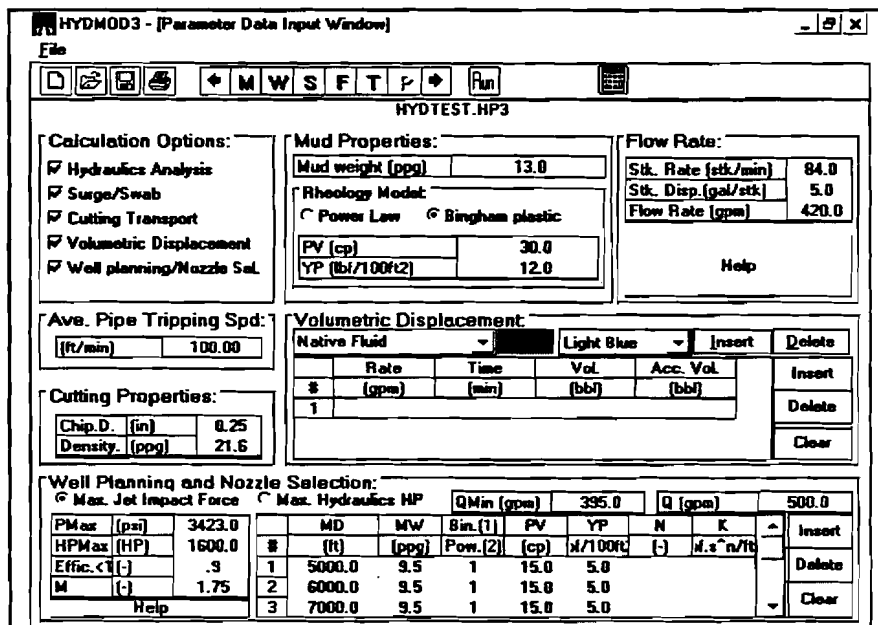 HYDMOD3 - [Parameter Data Input Window]
File
M W S F T Run
HYDTEST.HP3
Calculation Options:
Hydraulics Analysis
Surge/Swab
Cutting Transport
Volumetric Displacement
Well planning/Nozzle Sel.
Mud Properties:
Mud weight (ppg) 13.0
Rheology Model:
Power Law Bingham plastic
PV (cp) 30.0
YP (lbf/100ft2) 12.0
Flow Rate:
Stk. Rate (stk/min) 84.0
Stk. Disp.(gal/stk) 5.0
Flow Rate (gpm) 420.0
Help
Ave. Pipe Tripping Spd:
(ft/min) 100.00
Cutting Properties:
Chip.D. (in) 0.25
Density. (ppg) 21.6
Volumetric Displacement:
Native Fluid Light Blue Insert Delete
Rate Time Vol. Acc. Vol.
# (gpm) (min) (bbl) (bbl)
1
Insert
Delete
Clear
Well Planning and Nozzle Selection:
Max. Jet Impact Force Max. Hydraulics HP QMin (gpm) 395.0 Q (gpm) 500.0
PMax (psi) 3423.0
HPMax (HP) 1600.0
Effic.<1 (-) .9
M (-) 1.75
Help
MD MW Bin.(1) PV YP N K
# (ft) (ppg) Pow.(2) (cp) f/100ft (-) f.s^n/ft
1 5000.0 9.5 1 15.0 5.0
2 6000.0 9.5 1 15.0 5.0
3 7000.0 9.5 1 15.0 5.0
Insert
Delete
Clear